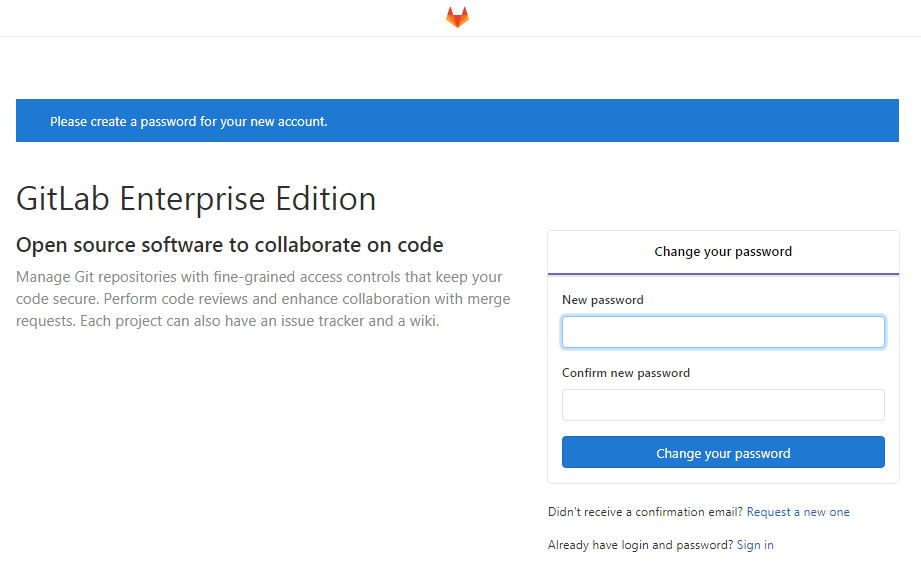 Please create a password for your new account.
GitLab Enterprise Edition
Open source software to collaborate on code
Manage Git repositories with fine-grained access controls that keep your
code secure. Perform code reviews and enhance collaboration with merge
requests. Each project can also have an issue tracker and a wiki.
Change your password
New password
Confirm new password
Change your password
Didn't receive a confirmation email? Request a new one
Already have login and password? Sign in